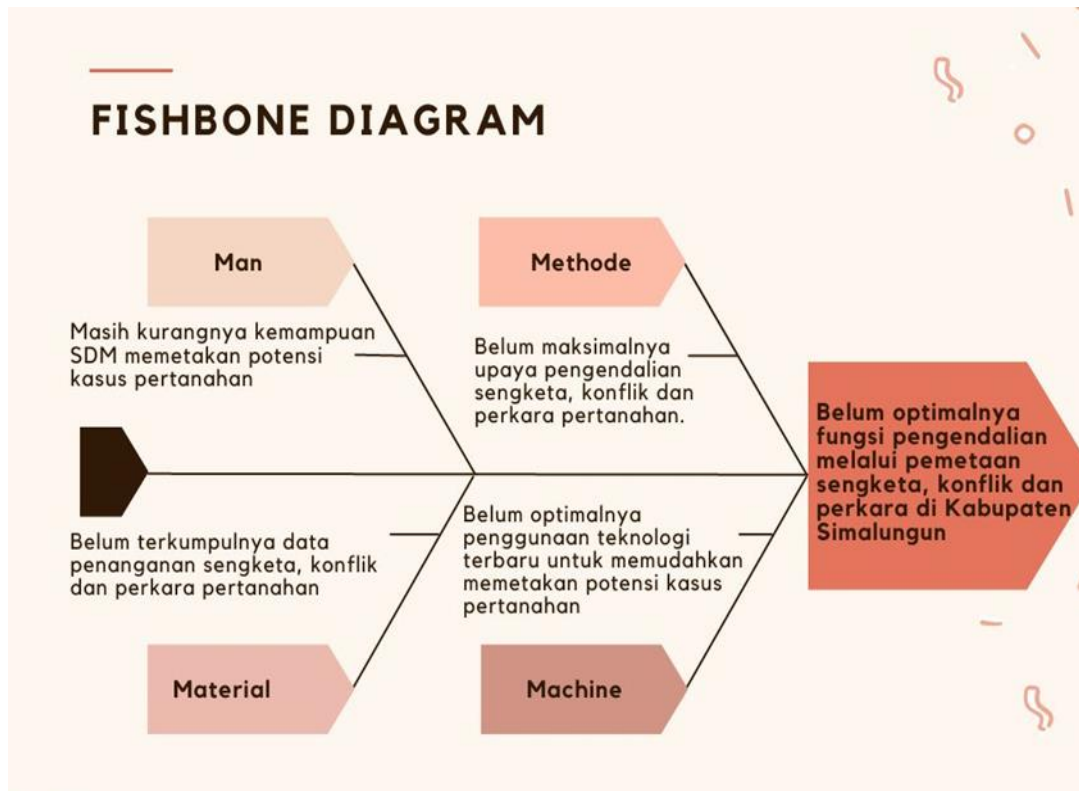 FISHBONE DIAGRAM
Man
Methode
Masih kurangnya kemampuan
SDM memetakan potensi
kasus pertanahan
Belum maksimalnya
upaya pengendalian
sengketa, konflik dan
perkara pertanahan.
Belum optimalnya
fungsi pengendalian
melalui pemetaan
sengketa, konflik dan
perkara di Kabupaten
Simalungun
Belum terkumpulnya data
penanganan sengketa, konflik
dan perkara pertanahan
Belum optimalnya
penggunaan teknologi
terbaru untuk memudahkan
memetakan potensi kasus
pertanahan
Material
Machine